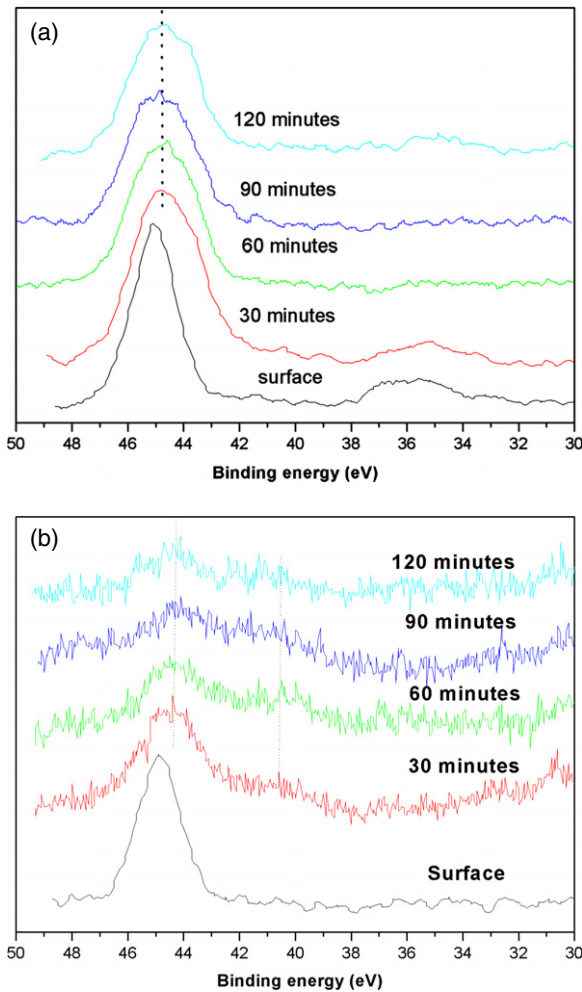 (a)
120 minutes
90 minutes
60 minutes
30 minutes
surface
50 48 46 44 42 40 38 36 34 32 30
Binding energy (eV)
(b)
120 minutes
90 minutes
60 minutes
30 minutes
Surface
50 48 46 44 42 40 38 36 34 32 30
Binding energy (eV)